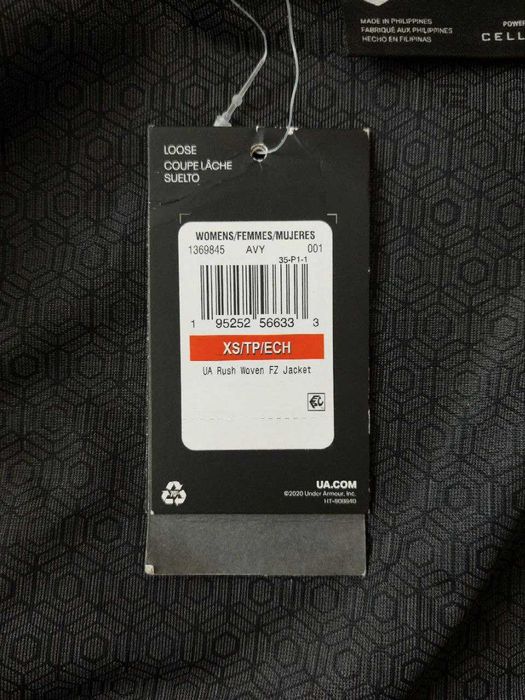 MADE IN PHILIPPINES
FABRIQUÉ AUX PHILIPPINES
HECHO EN FILIPINAS
POWE
CELL
LOOSE
COUPE LÂCHE
SUELTO
WOMENS/FEMMES/MUJERES
1369845 AVY 001
35-P1-1
1 95252 56633 3
XS/TP/ECH
UA Rush Woven FZ Jacket
UA.COM
©2020 Under Armour, Inc.